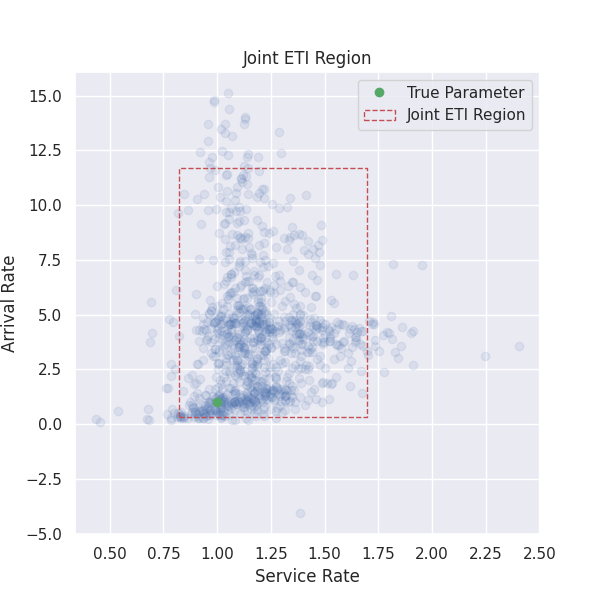 Joint ETI Region
True Parameter
Joint ETI Region
15.0
12.5
10.0
7.5
5.0
2.5
0.0
−2.5
−5.0
Arrival Rate
0.50 0.75 1.00 1.25 1.50 1.75 2.00 2.25 2.50
Service Rate